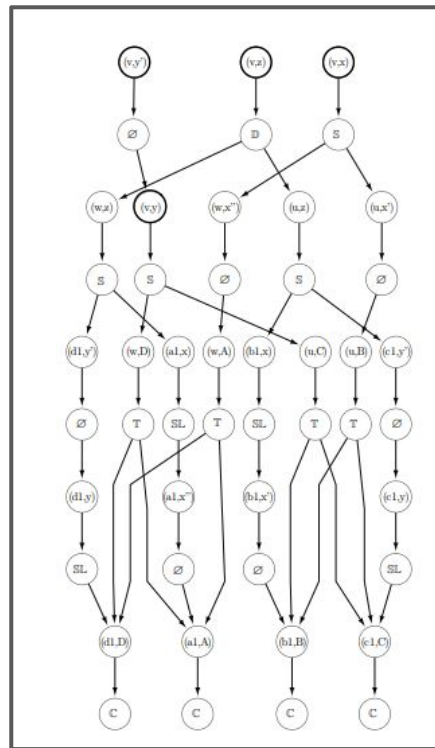 (v,y') (v,z) (v,x)
∅ 𝔻 𝕊
(w,z) (v,y) (w,x'') (u,z) (u,x')
𝕊 𝕊 ∅ 𝕊 ∅
(d1,y') (w,D) (a1,x) (w,A) (b1,x) (u,C) (u,B) (c1,y')
∅ 𝕋 𝕊𝕃 𝕋 𝕊𝕃 𝕋 𝕋 ∅
(d1,y) (a1,x'') (b1,x') (c1,y)
𝕊𝕃 ∅ ∅ 𝕊𝕃
(d1,D) (a1,A) (b1,B) (c1,C)
ℂ ℂ ℂ ℂ